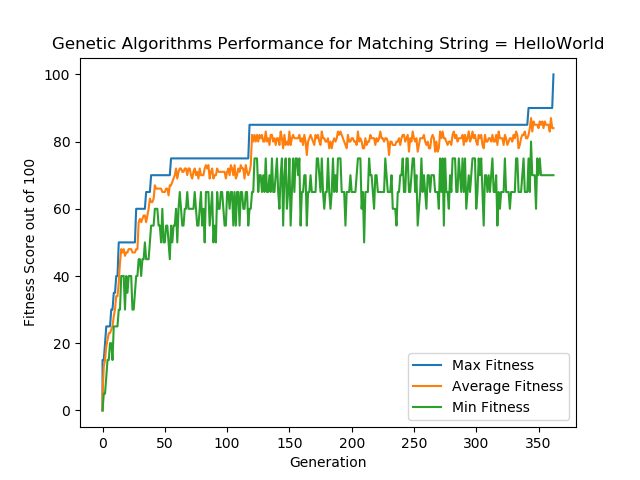 Genetic Algorithms Performance for Matching String = HelloWorld
100
80
60
40
20
0
Fitness Score out of 100
0 50 100 150 200 250 300 350
Generation
Max Fitness
Average Fitness
Min Fitness